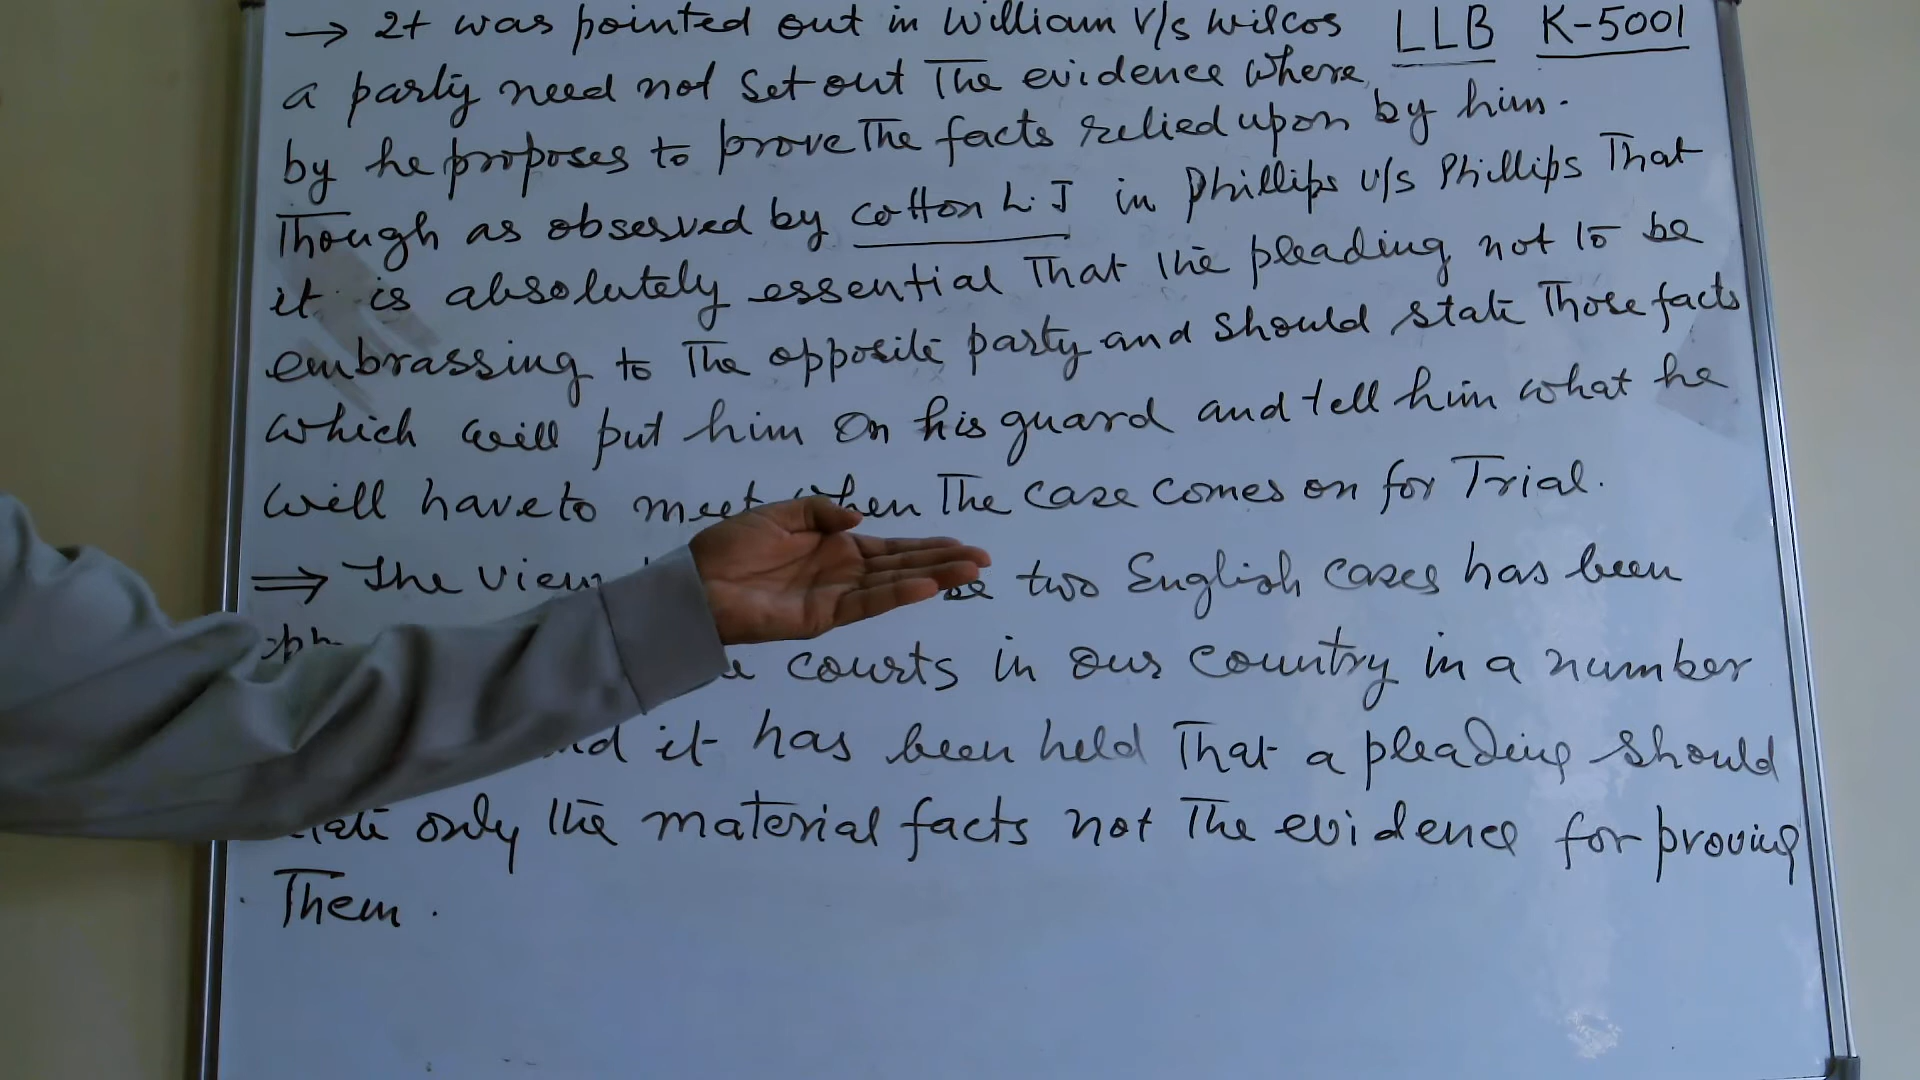 → It was pointed out in William V/s Wilcos LLB K-5001
a party need not set out The evidence where
by he proposes to prove The facts relied upon by him.
Though as observed by Cotton L.J in Phillips v/s Phillips That
it is absolutely essential That the pleading not to be
embrassing to The opposite party and should state Those facts
which will put him on his guard and tell him what he
will have to meet when The case comes on for Trial.
⇒ The view two English cases has been
courts in our country in a number
it has been held That a pleading should
only the material facts not The evidence for proving
Them.